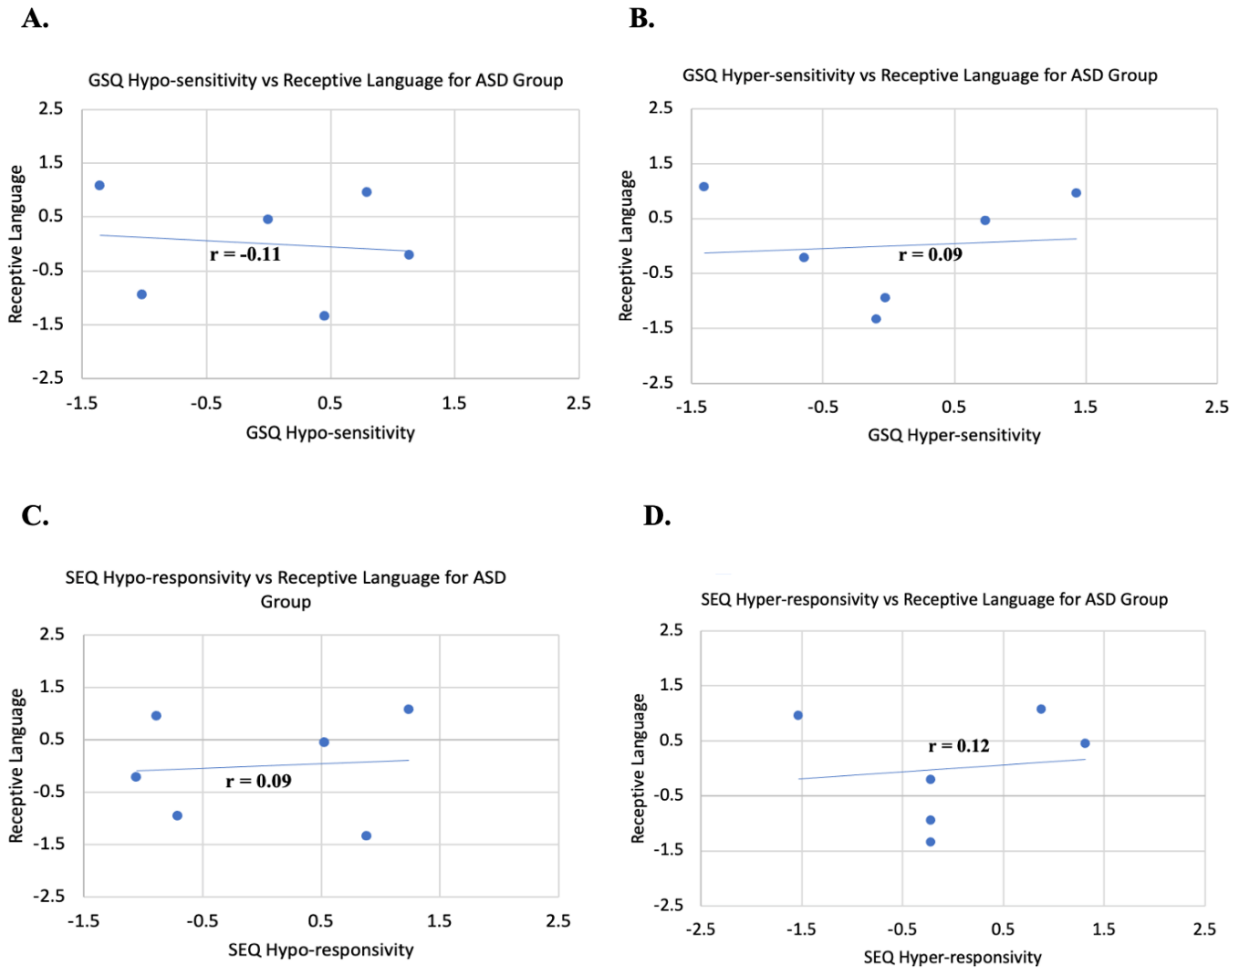 A.
GSQ Hypo-sensitivity vs Receptive Language for ASD Group
2.5
1.5
0.5
-0.5
-1.5
-2.5
Receptive Language
r = -0.11
-1.5 -0.5 0.5 1.5 2.5
GSQ Hypo-sensitivity
B.
GSQ Hyper-sensitivity vs Receptive Language for ASD Group
2.5
1.5
0.5
-0.5
-1.5
-2.5
Receptive Language
r = 0.09
-1.5 -0.5 0.5 1.5 2.5
GSQ Hyper-sensitivity
C.
SEQ Hypo-responsivity vs Receptive Language for ASD
Group
2.5
1.5
0.5
-0.5
-1.5
-2.5
Receptive Language
r = 0.09
-1.5 -0.5 0.5 1.5 2.5
SEQ Hypo-responsivity
D.
SEQ Hyper-responsivity vs Receptive Language for ASD Group
2.5
1.5
0.5
-0.5
-1.5
-2.5
Receptive Language
r = 0.12
-2.5 -1.5 -0.5 0.5 1.5 2.5
SEQ Hyper-responsivity